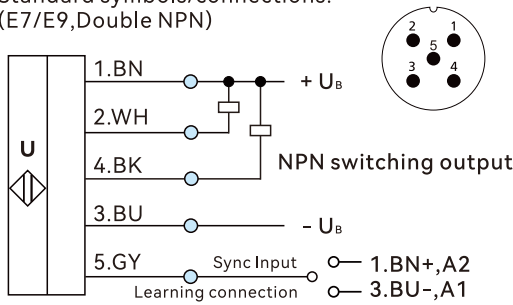 Standard symbols/connections:
(E7/E9,Double NPN)
2 1
5
3 4
1.BN
+ UB
2.WH
U
4.BK
NPN switching output
3.BU
- UB
5.GY
Sync Input
1.BN+,A2
Learning connection
3.BU-,A1